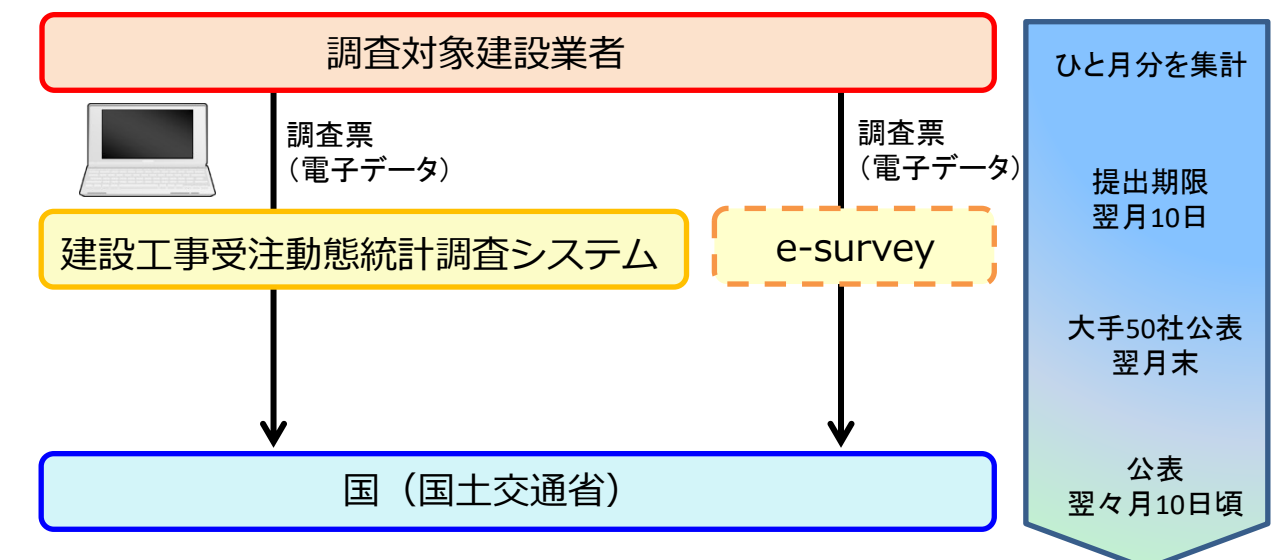 調査対象建設業者
調査票
（電子データ）
調査票
（電子データ）
建設工事受注動態統計調査システム
e-survey
国（国土交通省）
ひと月分を集計
提出期限
翌月10日
大手50社公表
翌月末
公表
翌々月10日頃